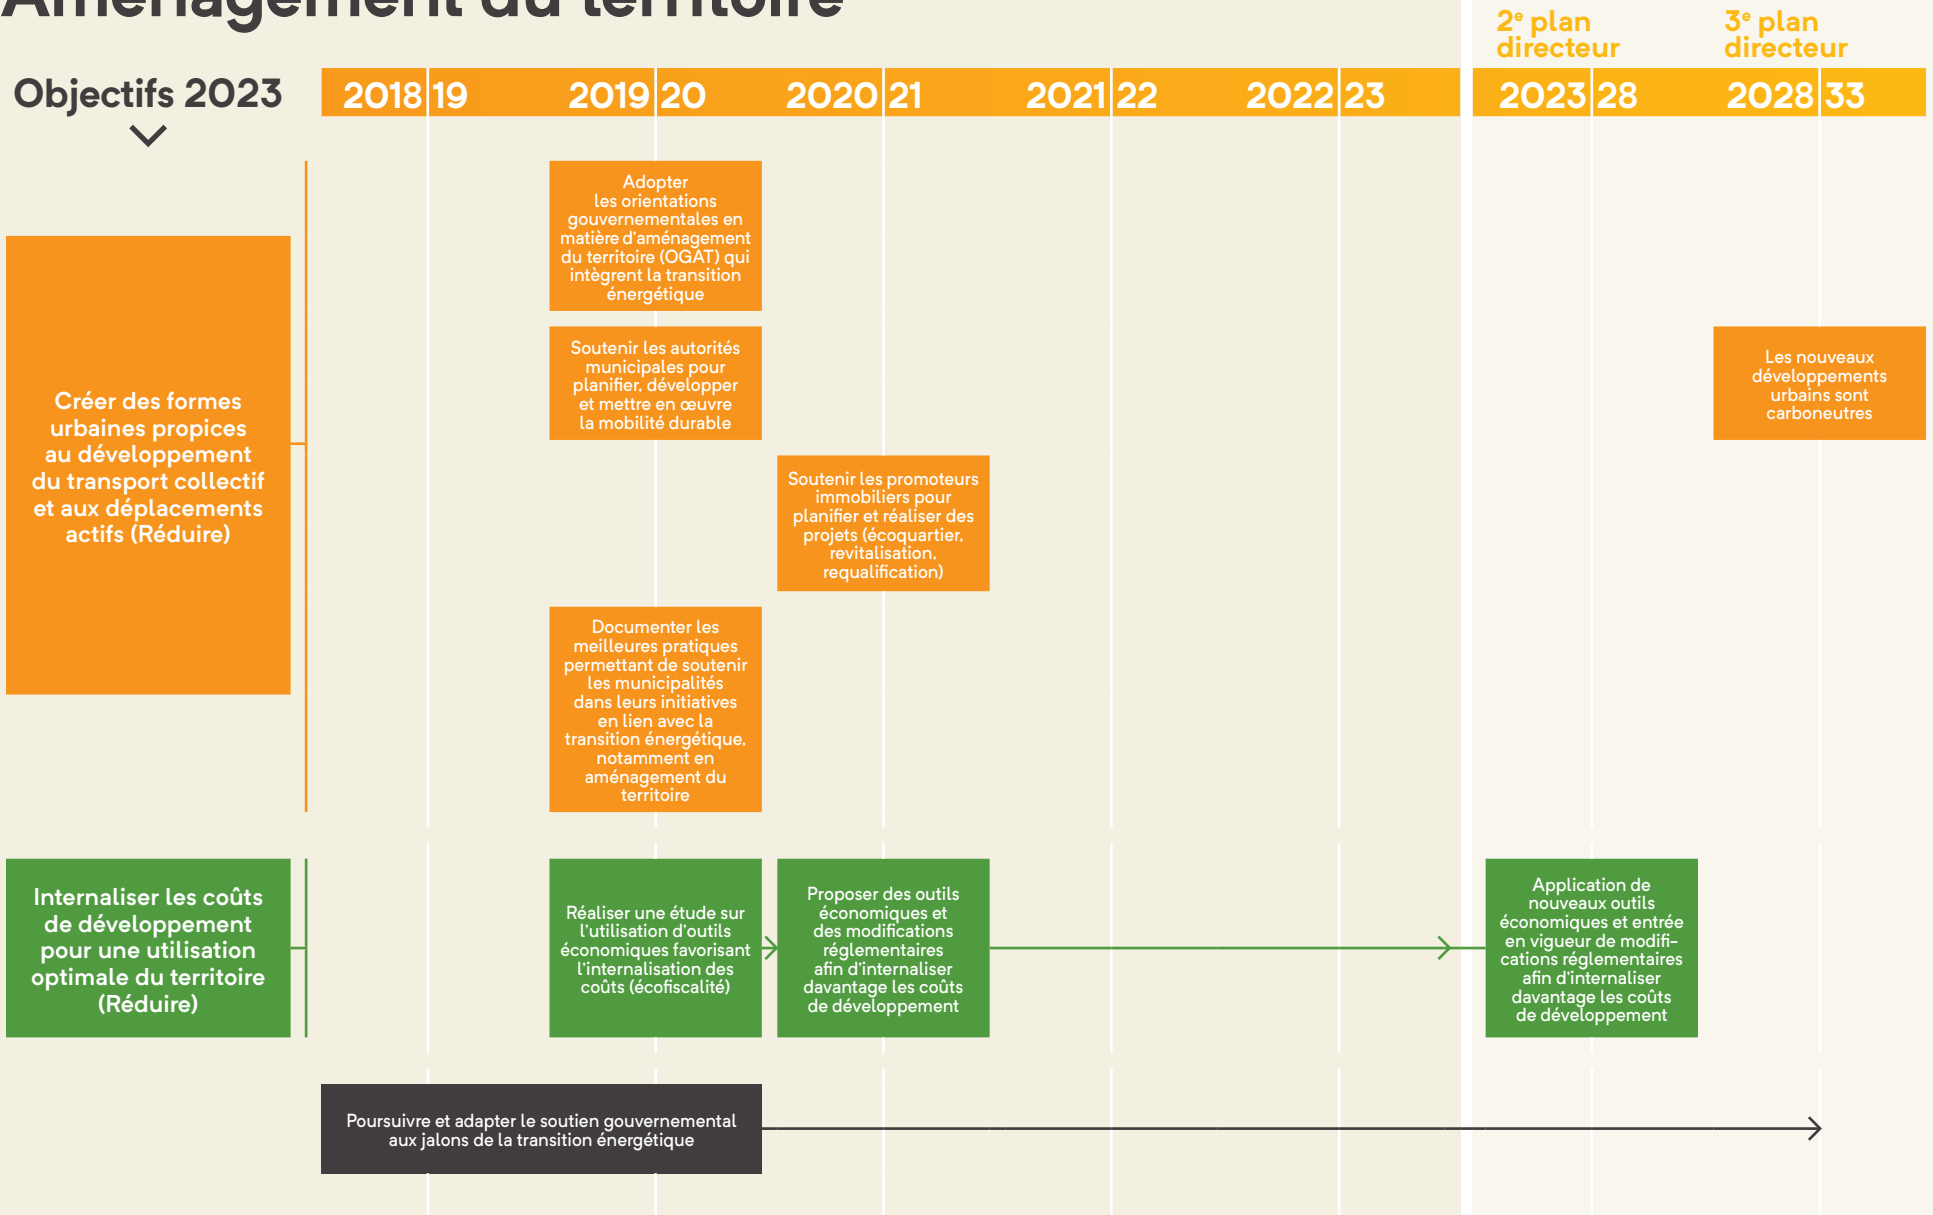 Aménagement du territoire
2e plan
directeur
3e plan
directeur
Objectifs 2023
2018 19
2019 20
2020 21
2021 22
2022 23
2023 28
2028 33
Créer des formes
urbaines propices
au développement
du transport collectif
et aux déplacements
actifs (Réduire)
Adopter
les orientations
gouvernementales en
matière d'aménagement
du territoire (OGAT) qui
intègrent la transition
énergétique
Soutenir les autorités
municipales pour
planifier, développer
et mettre en œuvre
la mobilité durable
Les nouveaux
développements
urbains sont
carboneutres
Soutenir les promoteurs
immobiliers pour
planifier et réaliser des
projets (écoquartier,
revitalisation,
requalification)
Documenter les
meilleures pratiques
permettant de soutenir
les municipalités
dans leurs initiatives
en lien avec la
transition énergétique,
notamment en
aménagement du
territoire
Internaliser les coûts
de développement
pour une utilisation
optimale du territoire
(Réduire)
Réaliser une étude sur
l'utilisation d'outils
économiques favorisant
l'internalisation des
coûts (écofiscalité)
Proposer des outils
économiques et
des modifications
réglementaires
afin d'internaliser
davantage les coûts
de développement
Application de
nouveaux outils
économiques et entrée
en vigueur de modifi-
cations réglementaires
afin d'internaliser
davantage les coûts
de développement
Poursuivre et adapter le soutien gouvernemental
aux jalons de la transition énergétique